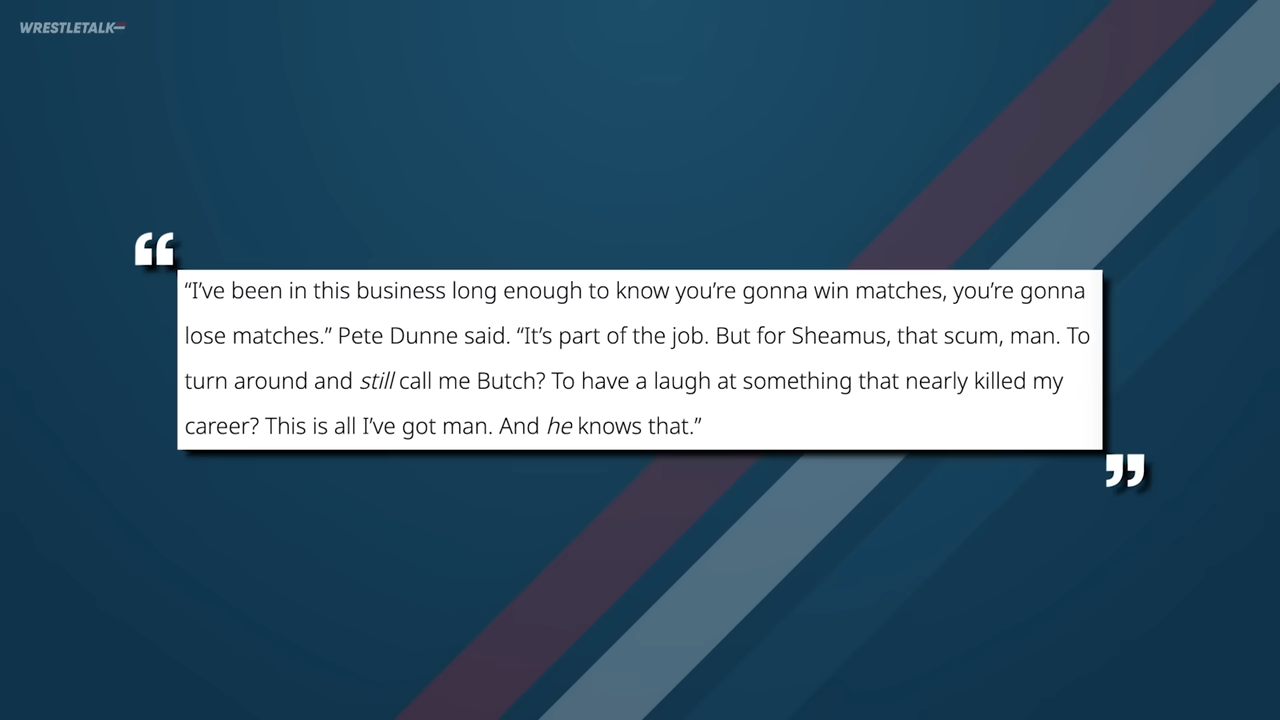 WRESTLETALK
“
“I’ve been in this business long enough to know you’re gonna win matches, you’re gonna
lose matches.” Pete Dunne said. “It’s part of the job. But for Sheamus, that scum, man. To
turn around and still call me Butch? To have a laugh at something that nearly killed my
career? This is all I’ve got man. And he knows that.”
”